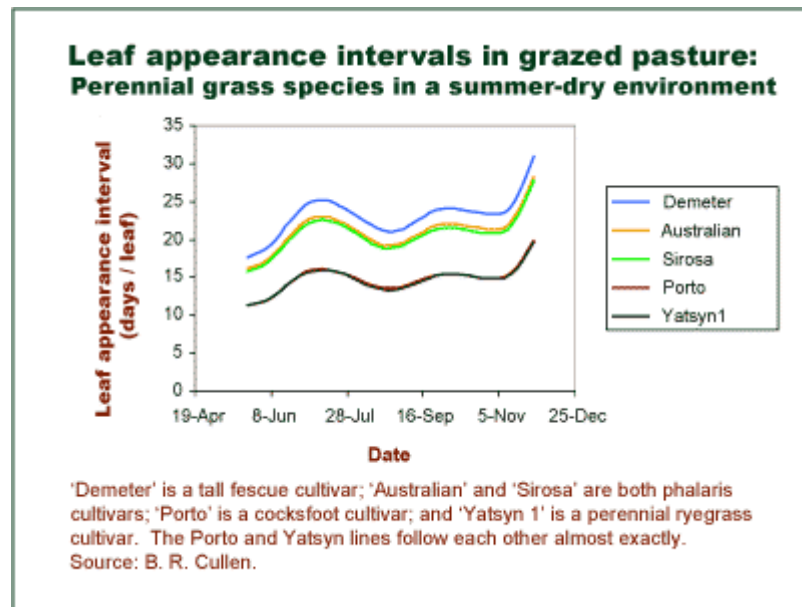 Leaf appearance intervals in grazed pasture:
Perennial grass species in a summer-dry environment
Leaf appearance interval
(days / leaf)
35
30
25
20
15
10
5
0
19-Apr 8-Jun 28-Jul 16-Sep 5-Nov 25-Dec
Date
Demeter
Australian
Sirosa
Porto
Yatsyn1
‘Demeter’ is a tall fescue cultivar; ‘Australian’ and ‘Sirosa’ are both phalaris
cultivars; ‘Porto’ is a cocksfoot cultivar; and ‘Yatsyn 1’ is a perennial ryegrass
cultivar.  The Porto and Yatsyn lines follow each other almost exactly.
Source: B. R. Cullen.